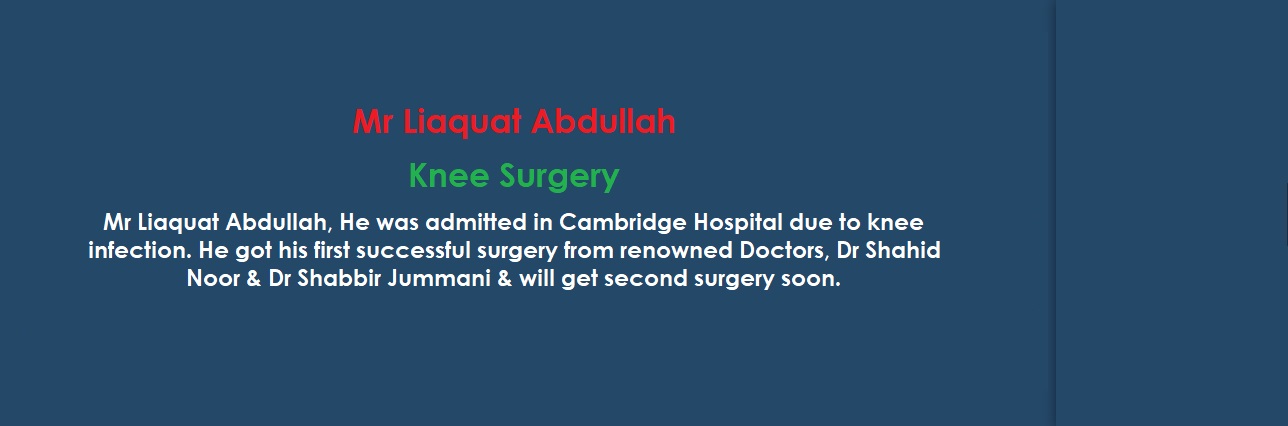 Mr Liaquat Abdullah
Knee Surgery
Mr Liaquat Abdullah, He was admitted in Cambridge Hospital due to knee
infection. He got his first successful surgery from renowned Doctors, Dr Shahid
Noor & Dr Shabbir Jummani & will get second surgery soon.